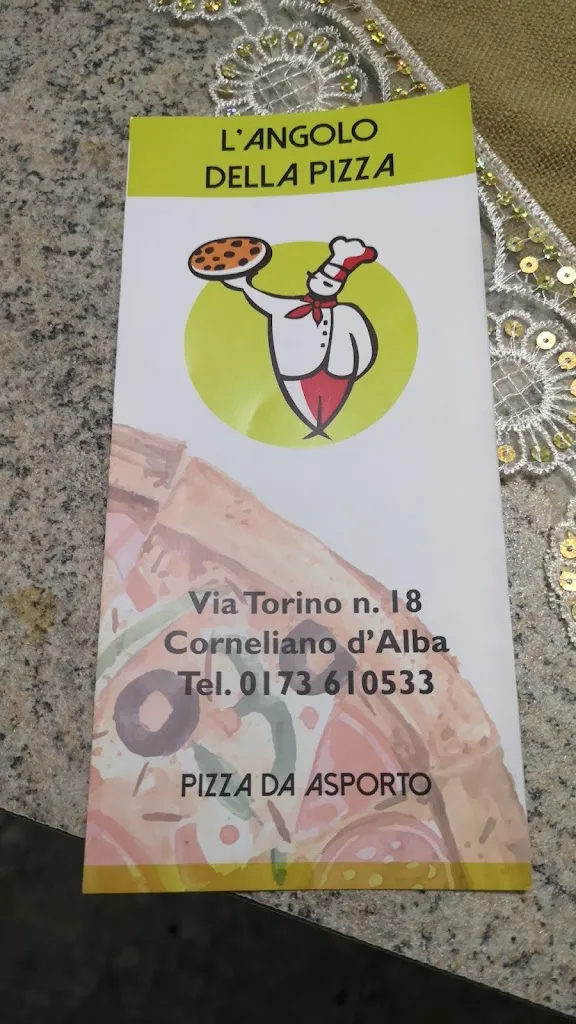 L'ANGOLO
DELLA PIZZA
Via Torino n. 18
Corneliano d'Alba
Tel. 0173 610533
PIZZA DA ASPORTO